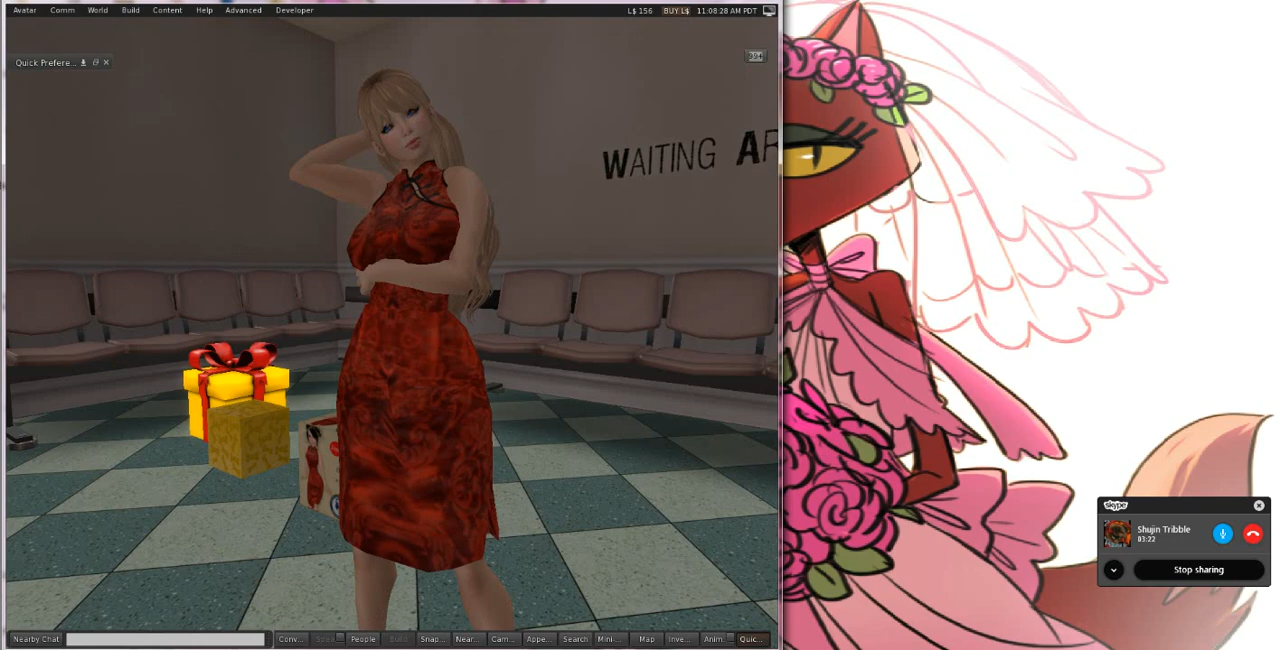 Avatar Comm World Build Content Help Advanced Developer L$ 156 BUY L$ 11:08:28 AM PDT
Quick Prefere...
WAITING AR
skype
Shujin Tribble
03:22
Stop sharing
Nearby Chat Conv... People Build Snap... Near... Cam... Appe... Search Mini-... Map Inve... Anim. Quic...